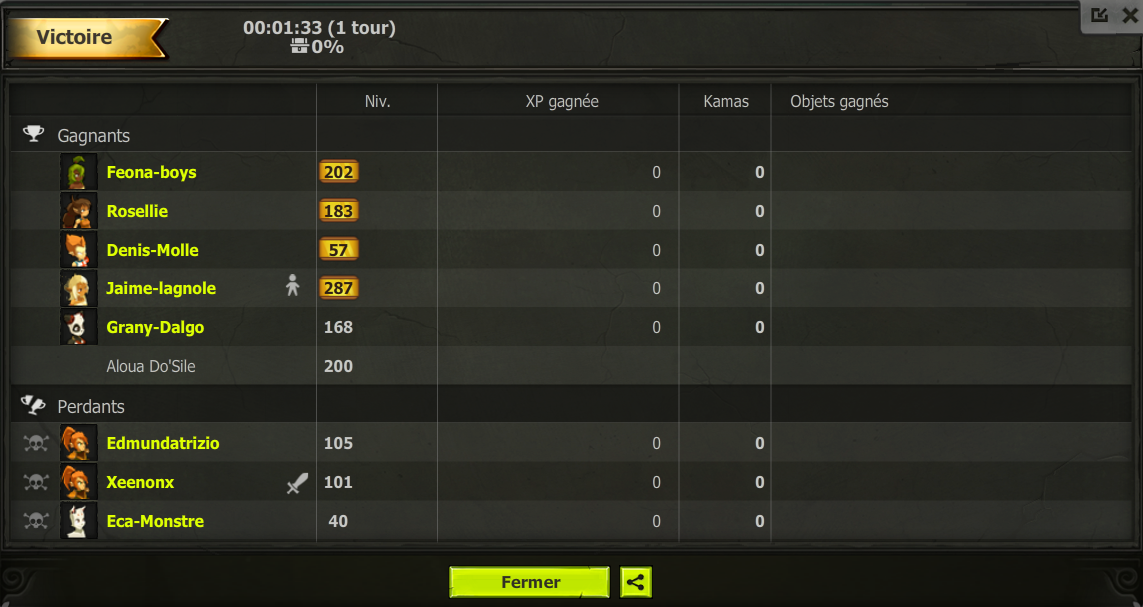 Victoire
00:01:33 (1 tour)
0%
Niv. XP gagnée Kamas Objets gagnés
Gagnants
Feona-boys 202 0 0
Rosellie 183 0 0
Denis-Molle 57 0 0
Jaime-lagnole 287 0 0
Grany-Dalgo 168 0 0
Aloua Do'Sile 200
Perdants
Edmundatrizio 105 0 0
Xeenonx 101 0 0
Eca-Monstre 40 0 0
Fermer